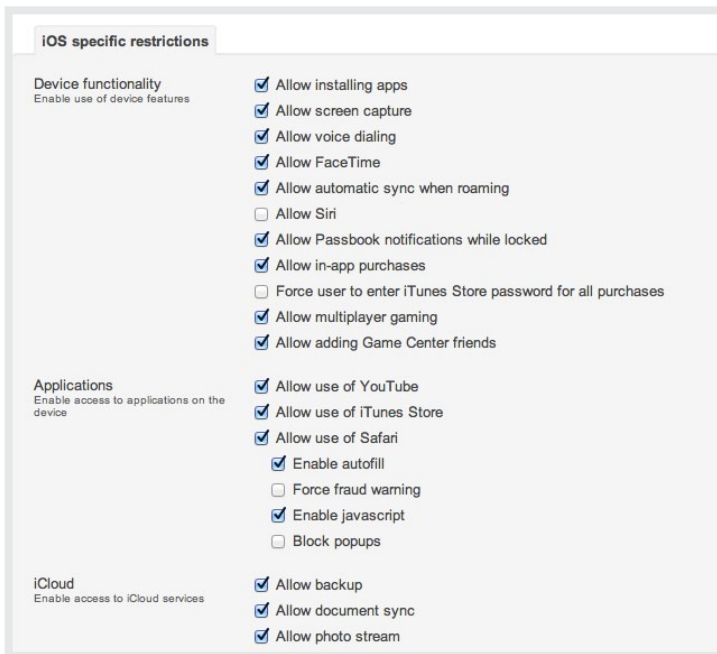 iOS specific restrictions
Device functionality
Enable use of device features
Allow installing apps
Allow screen capture
Allow voice dialing
Allow FaceTime
Allow automatic sync when roaming
Allow Siri
Allow Passbook notifications while locked
Allow in-app purchases
Force user to enter iTunes Store password for all purchases
Allow multiplayer gaming
Allow adding Game Center friends
Applications
Enable access to applications on the
device
Allow use of YouTube
Allow use of iTunes Store
Allow use of Safari
Enable autofill
Force fraud warning
Enable javascript
Block popups
iCloud
Enable access to iCloud services
Allow backup
Allow document sync
Allow photo stream